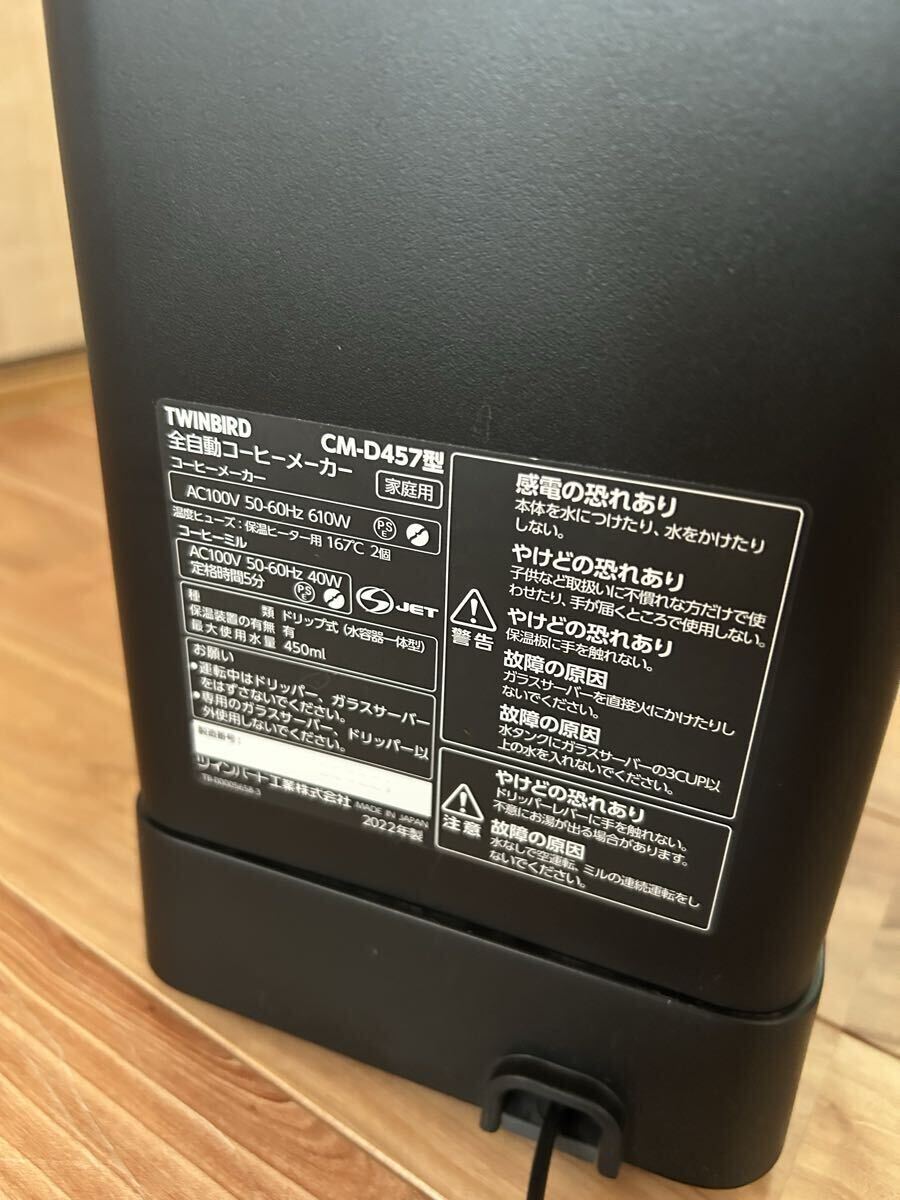 TWINBIRD
全自動コーヒーメーカー
CM-D457型
コーヒーメーカー
家庭用
AC100V 50-60Hz 610W
PS
E
温度ヒューズ：保温ヒーター用 167℃ 2個
コーヒーミル
AC100V 50-60Hz 40W
定格時間5分
PS
E
JET
種 類 ドリップ式（水容器一体型）
保温装置の有無 有
最大使用水量 450ml
お願い
●運転中はドリッパー、ガラスサーバー
をはずさないでください。
●専用のガラスサーバー、ドリッパー以
外使用しないでください。
製造番号：
ツインバード工業株式会社
MADE IN JAPAN
2022年製
警告
感電の恐れあり
本体を水につけたり、水をかけたり
しない。
やけどの恐れあり
子供など取扱いに不慣れな方だけで使
わせたり、手が届くところで使用しない。
やけどの恐れあり
保温板に手を触れない。
故障の原因
ガラスサーバーを直接火にかけたりし
ないでください。
故障の原因
水タンクにガラスサーバーの3CUP以
上の水を入れないでください。
注意
やけどの恐れあり
ドリッパーレバーに手を触れない。
不意にお湯が出る場合があります。
故障の原因
水なしで空運転、ミルの連続運転をし
ないでください。